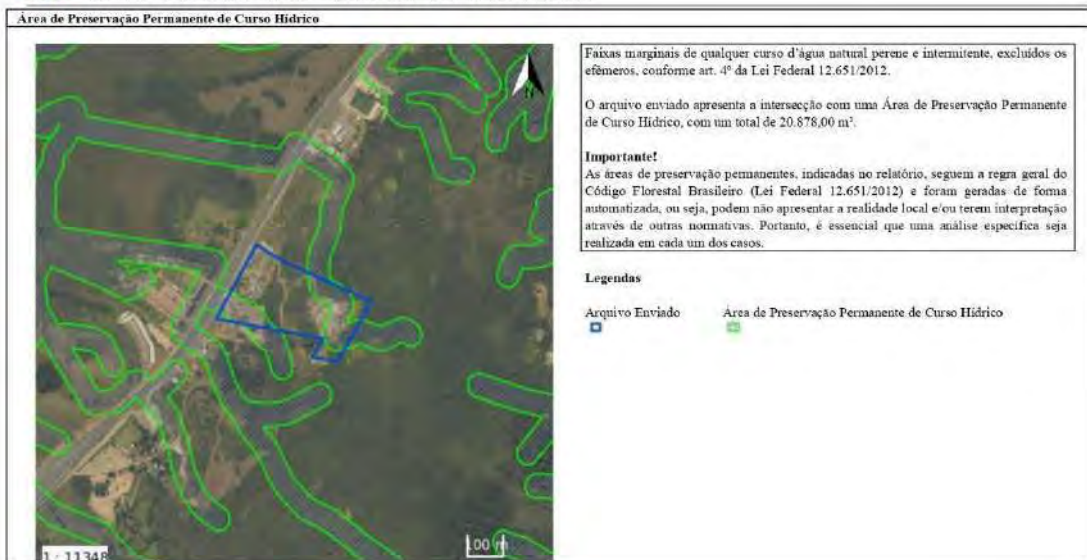 Área de Preservação Permanente de Curso Hídrico
Faixas marginais de qualquer curso d'água natural perene e intermitente, excluídos os
efêmeros, conforme art. 4º da Lei Federal 12.651/2012.
O arquivo enviado apresenta a intersecção com uma Área de Preservação Permanente
de Curso Hídrico, com um total de 20.878,00 m².
Importante!
As áreas de preservação permanentes, indicadas no relatório, seguem a regra geral do
Código Florestal Brasileiro (Lei Federal 12.651/2012) e foram geradas de forma
automatizada, ou seja, podem não apresentar a realidade local e/ou terem interpretação
através de outras normativas. Portanto, é essencial que uma análise específica seja
realizada em cada um dos casos.
Legendas
Arquivo Enviado Área de Preservação Permanente de Curso Hídrico
N
100 m
1 : 11348